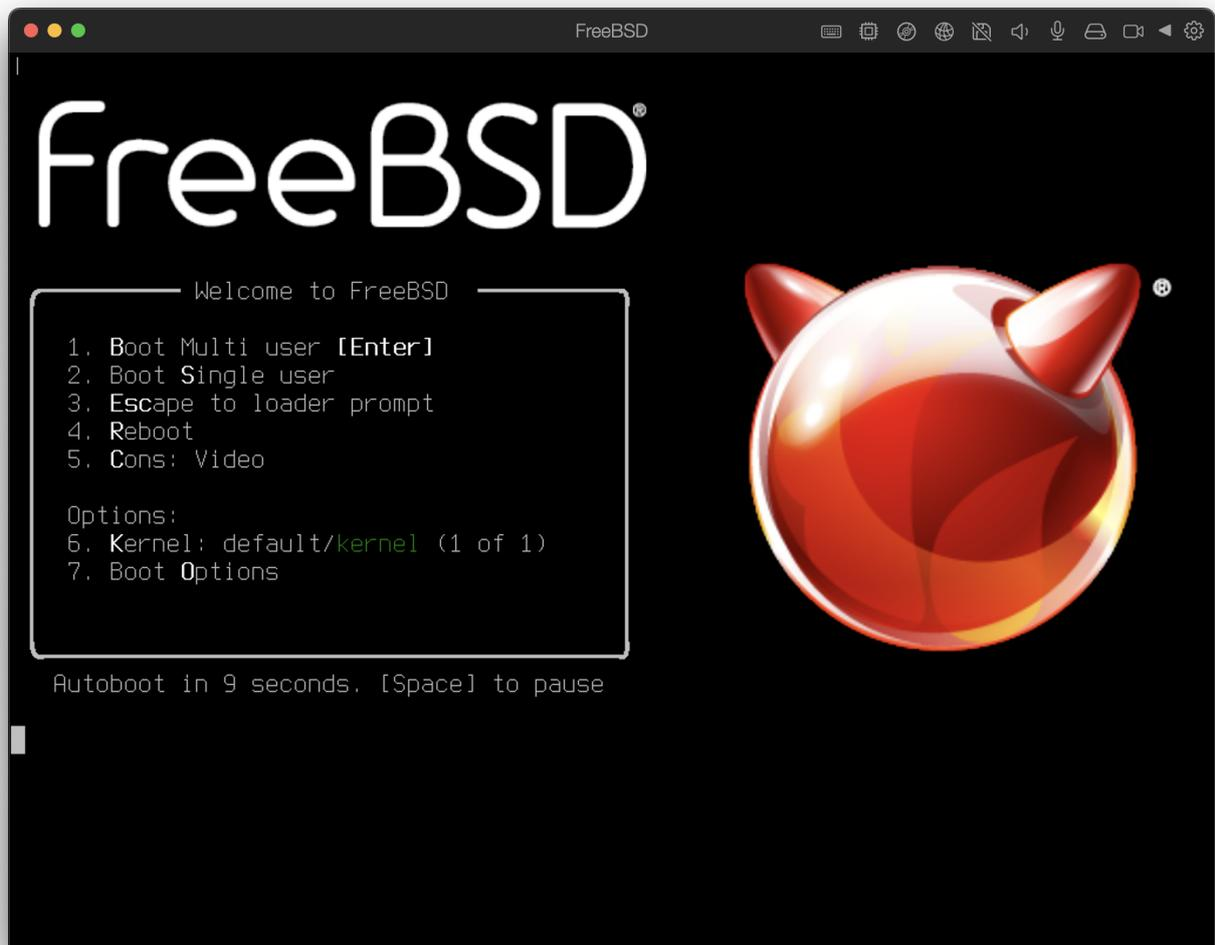 FreeBSD
FreeBSD®
Welcome to FreeBSD
®
1. Boot Multi user [Enter]
2. Boot Single user
3. Escape to loader prompt
4. Reboot
5. Cons: Video
Options:
6. Kernel: default/kernel (1 of 1)
7. Boot Options
Autoboot in 9 seconds. [Space] to pause